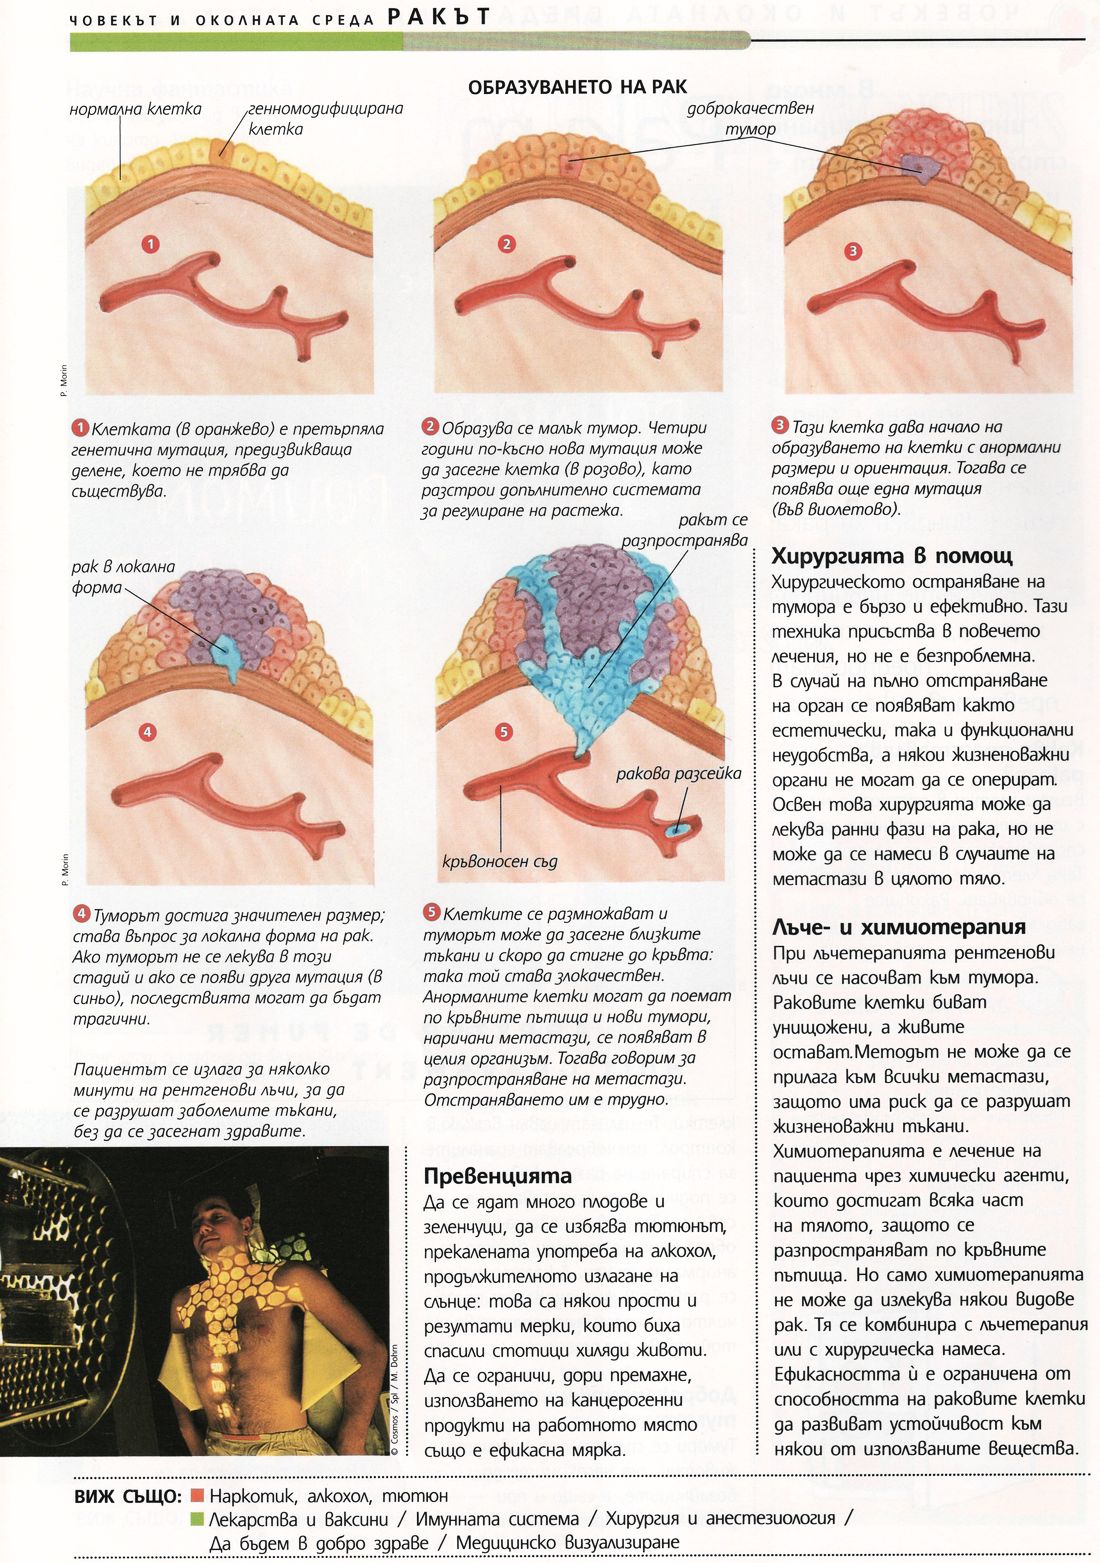 ЧОВЕКЪТ И ОКОЛНАТА СРЕДА РАКЪТ
ОБРАЗУВАНЕТО НА РАК
нормална клетка
генномодифицирана
клетка
доброкачествен
тумор
1
2
3
P. Morin
1 Клетката (в оранжево) е претърпяла
генетична мутация, предизвикваща
делене, което не трябва да
съществува.
2 Образува се малък тумор. Четири
години по-късно нова мутация може
да засегне клетка (в розово), като
разстрои допълнително системата
за регулиране на растежа.
3 Тази клетка дава начало на
образуването на клетки с анормални
размери и ориентация. Тогава се
появява още една мутация
(във виолетово).
рак в локална
форма
4
P. Morin
ракът се
разпространява
5
ракова разсейка
кръвоносен съд
4 Туморът достига значителен размер;
става въпрос за локална форма на рак.
Ако туморът не се лекува в този
стадий и ако се появи друга мутация (в
синьо), последствията могат да бъдат
трагични.
5 Клетките се размножават и
туморът може да засегне близките
тъкани и скоро да стигне до кръвта:
така той става злокачествен.
Анормалните клетки могат да поемат
по кръвните пътища и нови тумори,
наричани метастази, се появяват в
целия организъм. Тогава говорим за
разпространяване на метастази.
Отстраняването им е трудно.
Пациентът се излага за няколко
минути на рентгенови лъчи, за да
се разрушат заболелите тъкани,
без да се засегнат здравите.
© Cosmos / Spl / M. Dohrn
Превенцията
Да се ядат много плодове и
зеленчуци, да се избягва тютюнът,
прекалената употреба на алкохол,
продължителното излагане на
слънце: това са някои прости и
резултати мерки, които биха
спасили стотици хиляди животи.
Да се ограничи, дори премахне,
използването на канцерогенни
продукти на работното място
също е ефикасна мярка.
Хирургията в помощ
Хирургическото остраняване на
тумора е бързо и ефективно. Тази
техника присъства в повечето
лечения, но не е безпроблемна.
В случай на пълно отстраняване
на орган се появяват както
естетически, така и функционални
неудобства, а някои жизненоважни
органи не могат да се оперират.
Освен това хирургията може да
лекува ранни фази на рака, но не
може да се намеси в случаите на
метастази в цялото тяло.
Лъче- и химиотерапия
При лъчетерапията рентгенови
лъчи се насочват към тумора.
Раковите клетки биват
унищожени, а живите
остават.Методът не може да се
прилага към всички метастази,
защото има риск да се разрушат
жизненоважни тъкани.
Химиотерапията е лечение на
пациента чрез химически агенти,
които достигат всяка част
на тялото, защото се
разпространяват по кръвните
пътища. Но само химиотерапията
не може да излекува някои видове
рак. Тя се комбинира с лъчетерапия
или с хирургическа намеса.
Ефикасността ѝ е ограничена от
способността на раковите клетки
да развиват устойчивост към
някои от използваните вещества.
ВИЖ СЪЩО: Наркотик, алкохол, тютюн
Лекарства и ваксини / Имунната система / Хирургия и анестезиология /
Да бъдем в добро здраве / Медицинско визуализиране